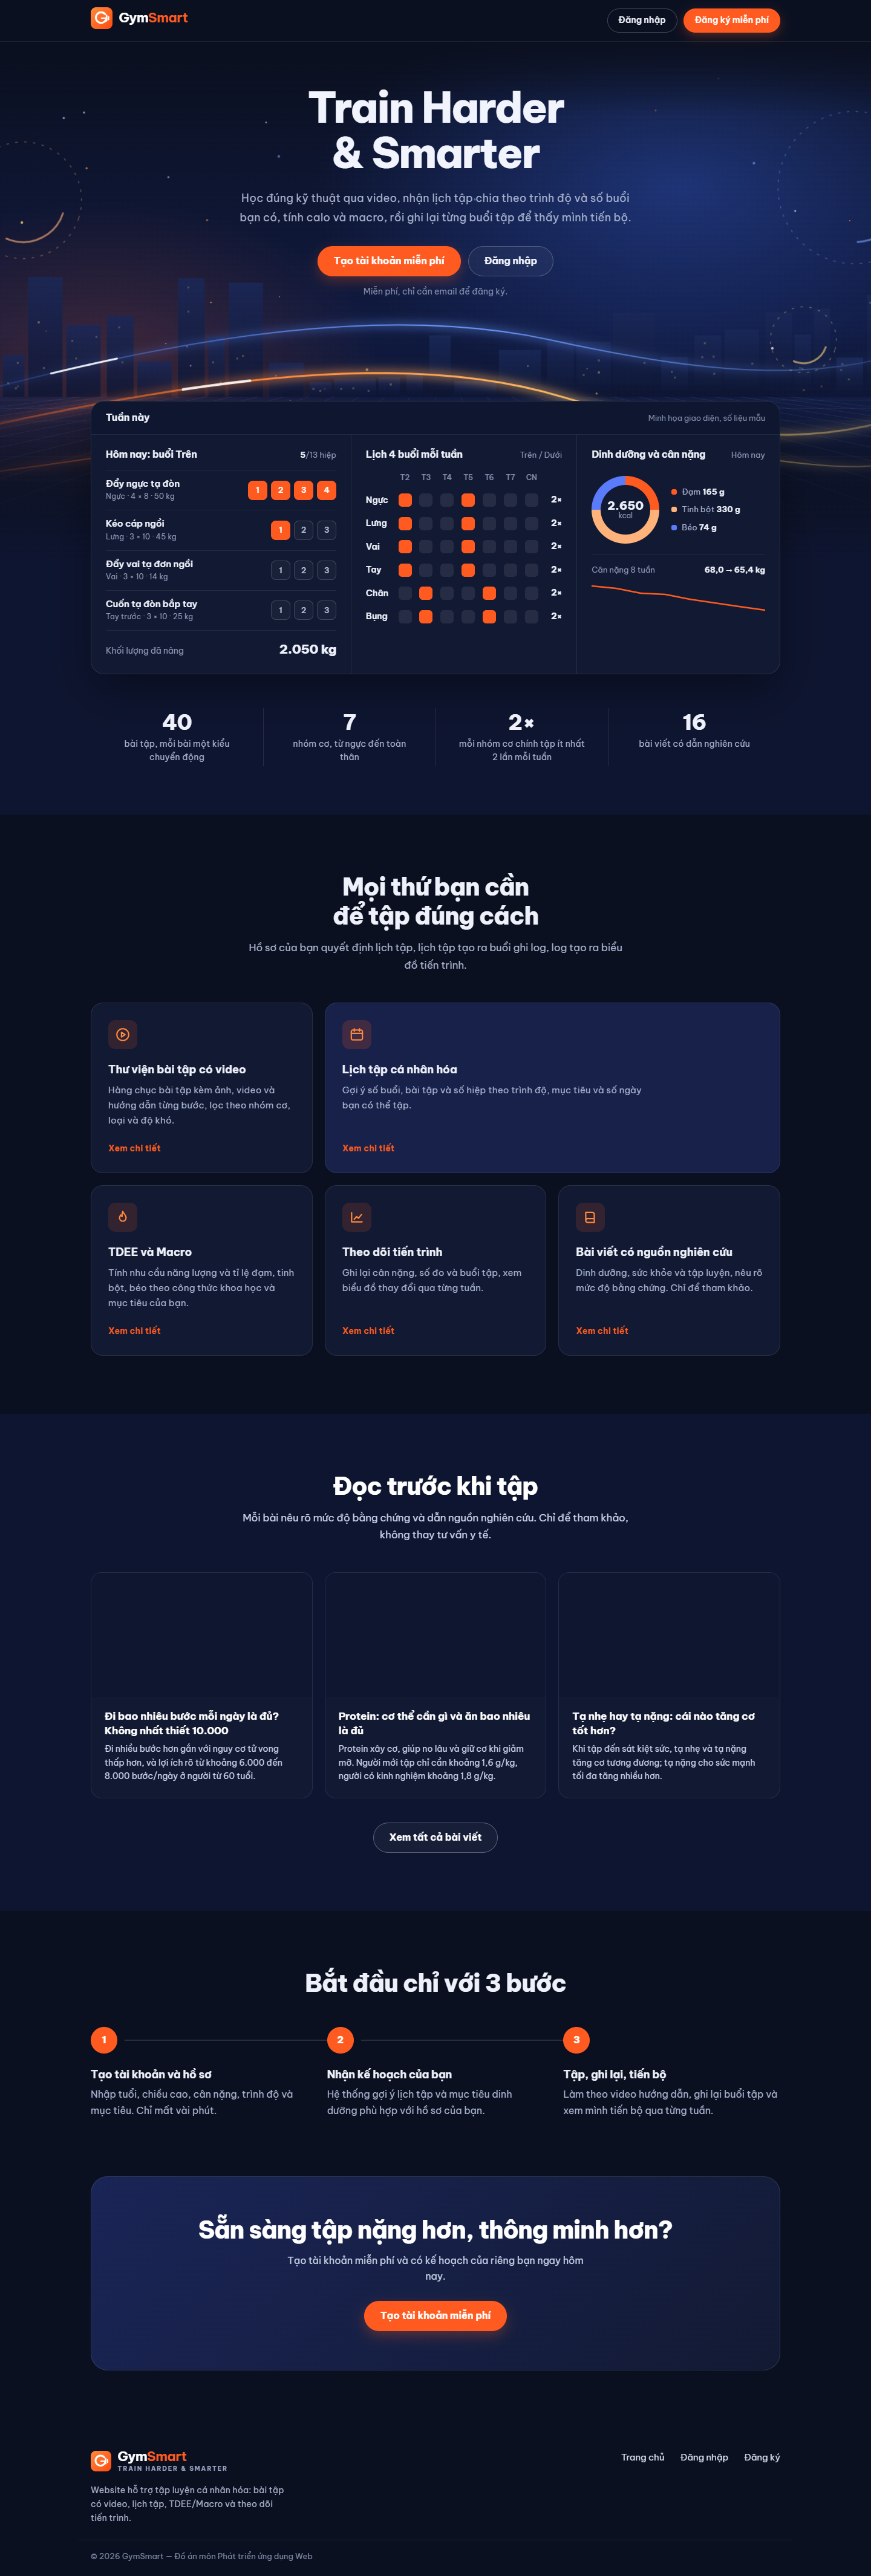 GymSmart
Đăng nhập
Đăng ký miễn phí
Train Harder
& Smarter
Học đúng kỹ thuật qua video, nhận lịch tập chia theo trình độ và số buổi
bạn có, tính calo và macro, rồi ghi lại từng buổi tập để thấy mình tiến bộ.
Tạo tài khoản miễn phí
Đăng nhập
Miễn phí, chỉ cần email để đăng ký.
Tuần này
Minh họa giao diện, số liệu mẫu
Hôm nay: buổi Trên
5/13 hiệp
Đẩy ngực tạ đòn
Ngực · 4 × 8 · 50 kg
1 2 3 4
Kéo cáp ngồi
Lưng · 3 × 10 · 45 kg
1 2 3
Đẩy vai tạ đơn ngồi
Vai · 3 × 10 · 14 kg
1 2 3
Cuốn tạ đòn bắp tay
Tay trước · 3 × 10 · 25 kg
1 2 3
Khối lượng đã nâng
2.050 kg
Lịch 4 buổi mỗi tuần
Trên / Dưới
T2 T3 T4 T5 T6 T7 CN
Ngực 2×
Lưng 2×
Vai 2×
Tay 2×
Chân 2×
Bụng 2×
Dinh dưỡng và cân nặng
Hôm nay
2.650
kcal
Đạm 165 g
Tinh bột 330 g
Béo 74 g
Cân nặng 8 tuần
68,0 → 65,4 kg
40
bài tập, mỗi bài một kiểu
chuyển động
7
nhóm cơ, từ ngực đến toàn
thân
2×
mỗi nhóm cơ chính tập ít nhất
2 lần mỗi tuần
16
bài viết có dẫn nghiên cứu
Mọi thứ bạn cần
để tập đúng cách
Hồ sơ của bạn quyết định lịch tập, lịch tập tạo ra buổi ghi log, log tạo ra biểu
đồ tiến trình.
Thư viện bài tập có video
Hàng chục bài tập kèm ảnh, video và
hướng dẫn từng bước, lọc theo nhóm cơ,
loại và độ khó.
Xem chi tiết
Lịch tập cá nhân hóa
Gợi ý số buổi, bài tập và số hiệp theo trình độ, mục tiêu và số ngày
bạn có thể tập.
Xem chi tiết
TDEE và Macro
Tính nhu cầu năng lượng và tỉ lệ đạm, tinh
bột, béo theo công thức khoa học và
mục tiêu của bạn.
Xem chi tiết
Theo dõi tiến trình
Ghi lại cân nặng, số đo và buổi tập, xem
biểu đồ thay đổi qua từng tuần.
Xem chi tiết
Bài viết có nguồn nghiên cứu
Dinh dưỡng, sức khỏe và tập luyện, nêu rõ
mức độ bằng chứng. Chỉ để tham khảo.
Xem chi tiết
Đọc trước khi tập
Mỗi bài nêu rõ mức độ bằng chứng và dẫn nguồn nghiên cứu. Chỉ để tham khảo,
không thay tư vấn y tế.
Đi bao nhiêu bước mỗi ngày là đủ?
Không nhất thiết 10.000
Đi nhiều bước hơn gắn với nguy cơ tử vong
thấp hơn, và lợi ích rõ từ khoảng 6.000 đến
8.000 bước/ngày ở người từ 60 tuổi.
Protein: cơ thể cần gì và ăn bao nhiêu
là đủ
Protein xây cơ, giúp no lâu và giữ cơ khi giảm
mỡ. Người mới tập chỉ cần khoảng 1,6 g/kg,
người có kinh nghiệm khoảng 1,8 g/kg.
Tạ nhẹ hay tạ nặng: cái nào tăng cơ
tốt hơn?
Khi tập đến sát kiệt sức, tạ nhẹ và tạ nặng
tăng cơ tương đương; tạ nặng cho sức mạnh
tối đa tăng nhiều hơn.
Xem tất cả bài viết
Bắt đầu chỉ với 3 bước
1
2
3
Tạo tài khoản và hồ sơ
Nhập tuổi, chiều cao, cân nặng, trình độ và
mục tiêu. Chỉ mất vài phút.
Nhận kế hoạch của bạn
Hệ thống gợi ý lịch tập và mục tiêu dinh
dưỡng phù hợp với hồ sơ của bạn.
Tập, ghi lại, tiến bộ
Làm theo video hướng dẫn, ghi lại buổi tập và
xem mình tiến bộ qua từng tuần.
Sẵn sàng tập nặng hơn, thông minh hơn?
Tạo tài khoản miễn phí và có kế hoạch của riêng bạn ngay hôm
nay.
Tạo tài khoản miễn phí
GymSmart
TRAIN HARDER & SMARTER
Website hỗ trợ tập luyện cá nhân hóa: bài tập
có video, lịch tập, TDEE/Macro và theo dõi
tiến trình.
Trang chủ
Đăng nhập
Đăng ký
© 2026 GymSmart — Đồ án môn Phát triển ứng dụng Web